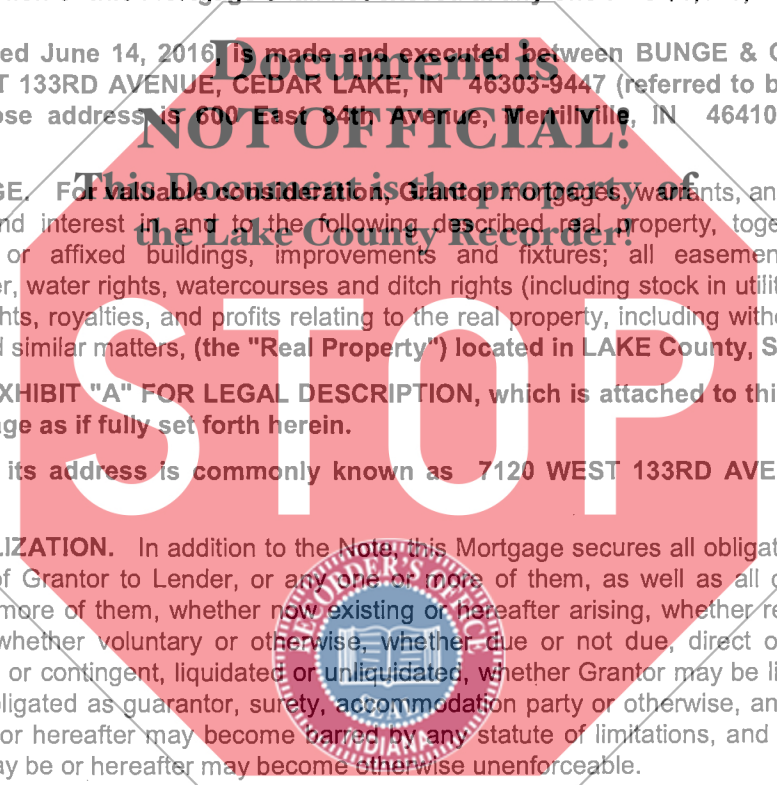 ed June 14, 2016, is made and executed between BUNGE & C
T 133RD AVENUE, CEDAR LAKE, IN 46303-9447 (referred to b
ose address is 600 East 84th Avenue, Merrillville, IN 46410
Document is
NOT OFFICIAL!
This Document is the property of
the Lake County Recorder!
GE. For valuable consideration, Grantor mortgages, warrants, an
nd interest in and to the following described real property, toge
or affixed buildings, improvements and fixtures; all easemen
er, water rights, watercourses and ditch rights (including stock in utilit
hts, royalties, and profits relating to the real property, including witho
d similar matters, (the "Real Property") located in LAKE County, S
STOP
XHIBIT "A" FOR LEGAL DESCRIPTION, which is attached to thi
ge as if fully set forth herein.
its address is commonly known as 7120 WEST 133RD AVE
LIZATION. In addition to the Note, this Mortgage secures all obligat
of Grantor to Lender, or any one or more of them, as well as all c
more of them, whether now existing or hereafter arising, whether re
whether voluntary or otherwise, whether due or not due, direct o
or contingent, liquidated or unliquidated, whether Grantor may be li
ligated as guarantor, surety, accommodation party or otherwise, an
or hereafter may become barred by any statute of limitations, and
ay be or hereafter may become otherwise unenforceable.
RECORDER'S OFFICE
INDIANA